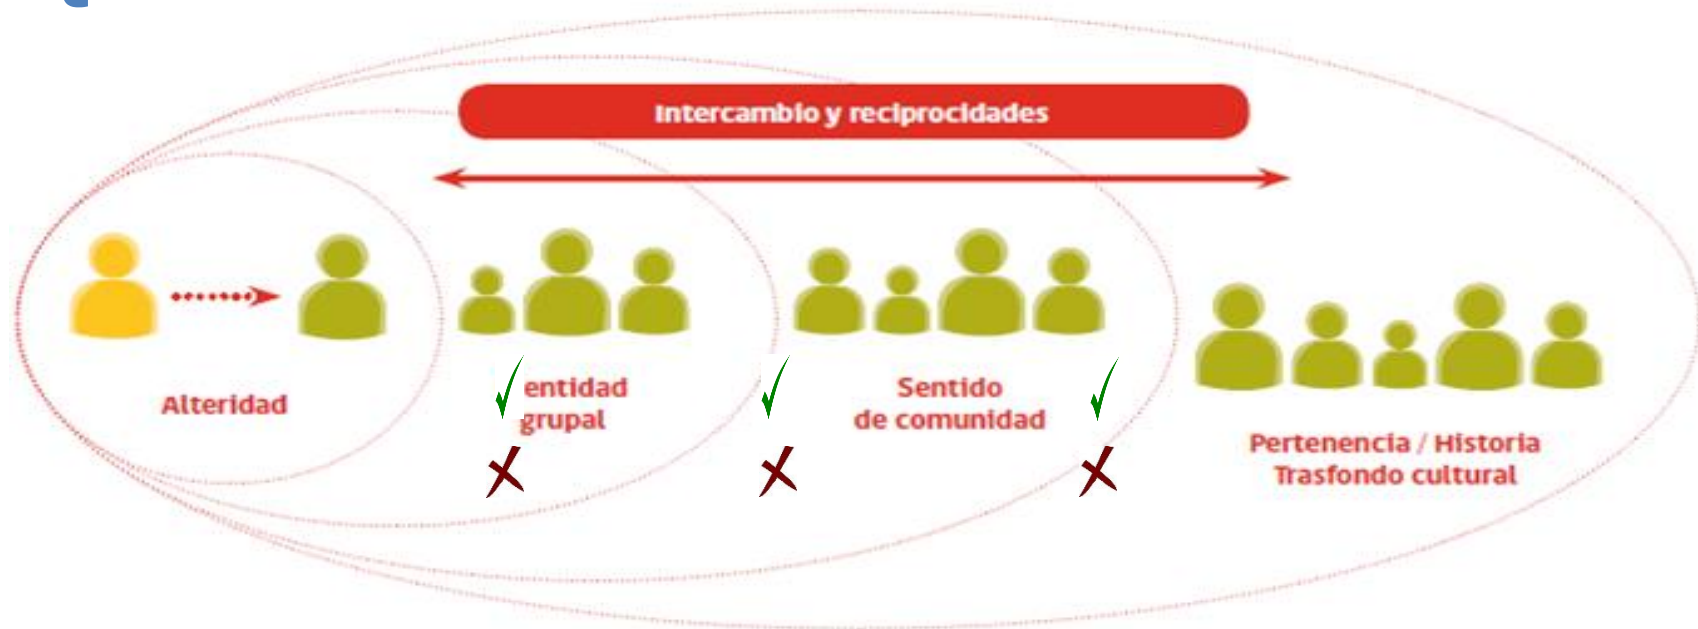 Intercambio y reciprocidades
Alteridad
entidad
grupal
Sentido
de comunidad
Pertenencia / Historia
Trasfondo cultural